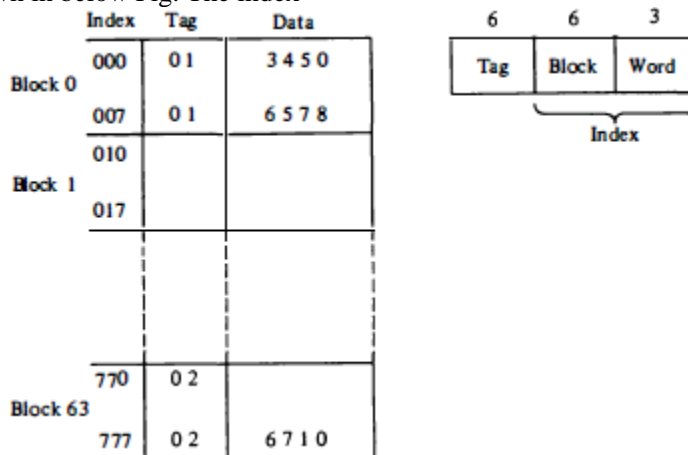 wn in below Fig. The index
Index Tag Data
Block 0
000 0 1 3 4 5 0
007 0 1 6 5 7 8
Block 1
010
017
Block 63
770 0 2
777 0 2 6 7 1 0
6 6 3
Tag Block Word
Index